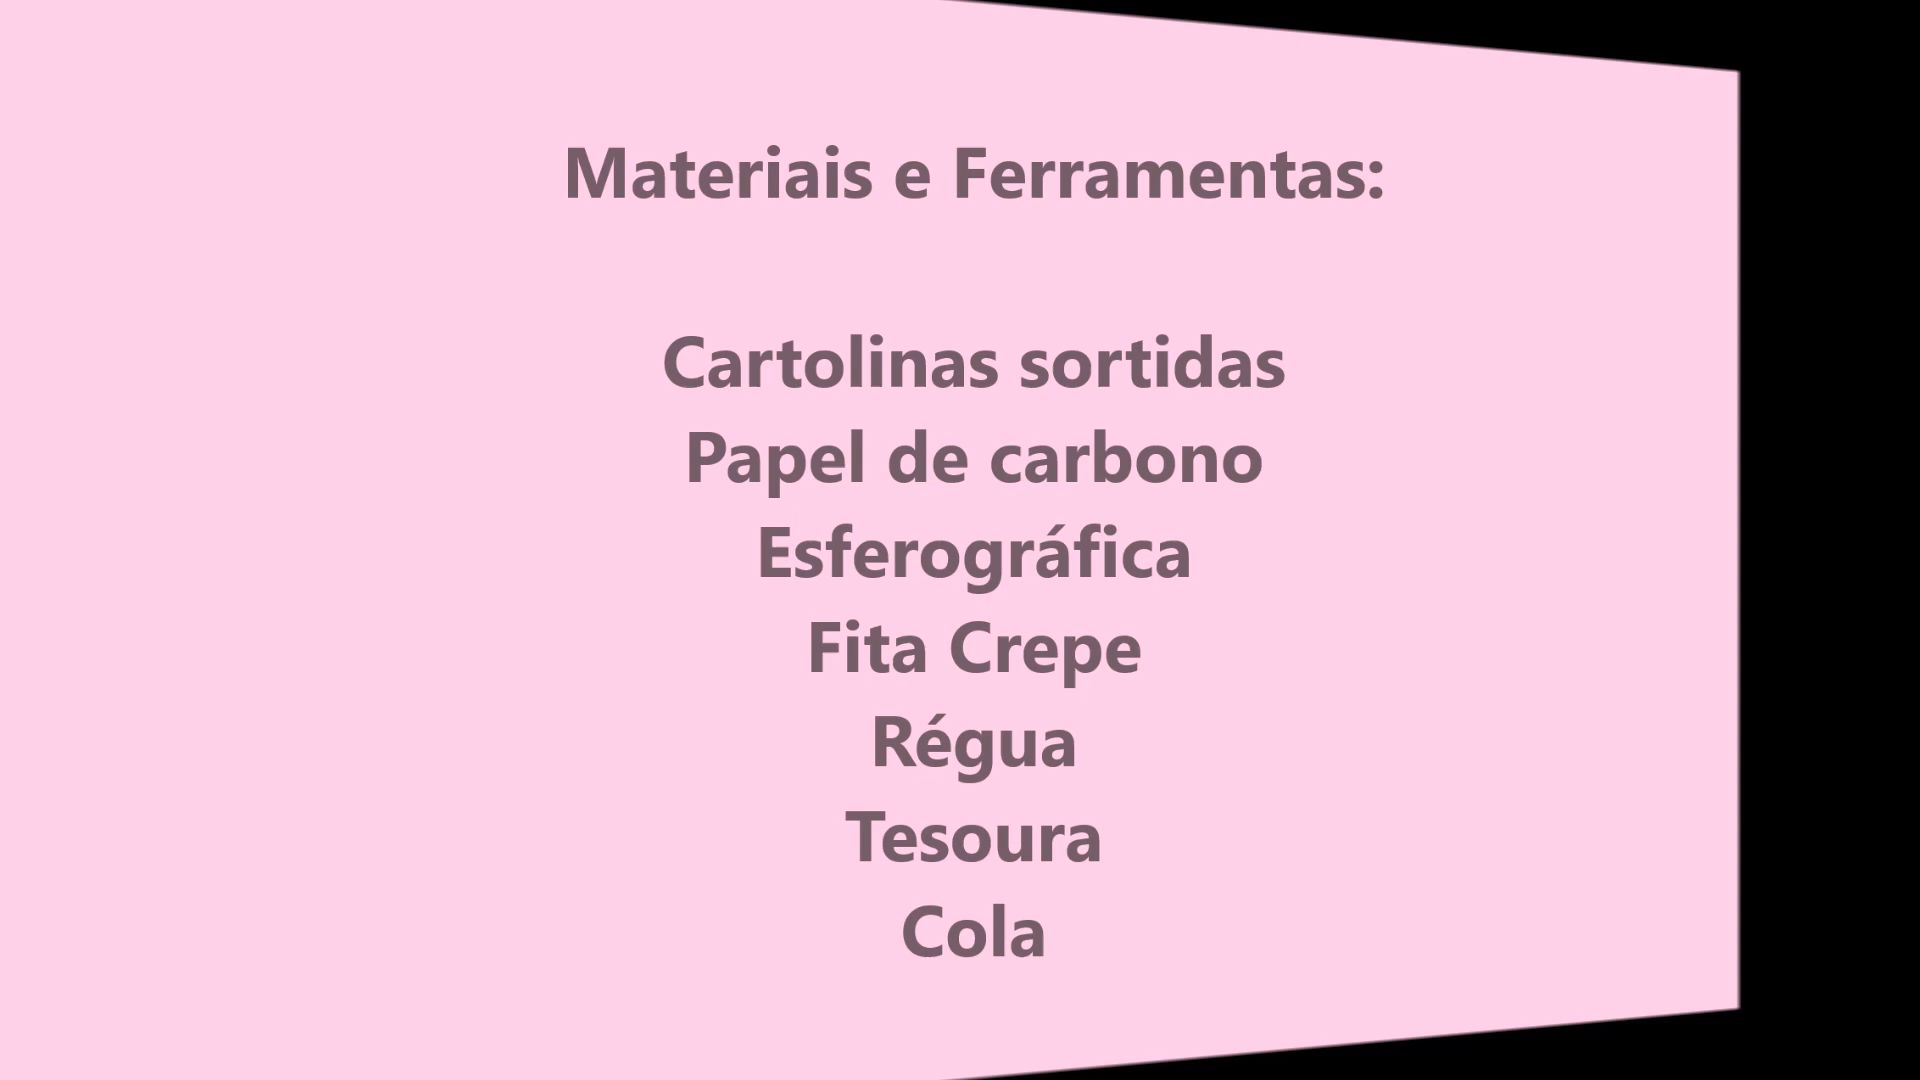 Materiais e Ferramentas:
Cartolinas sortidas
Papel de carbono
Esferográfica
Fita Crepe
Régua
Tesoura
Cola